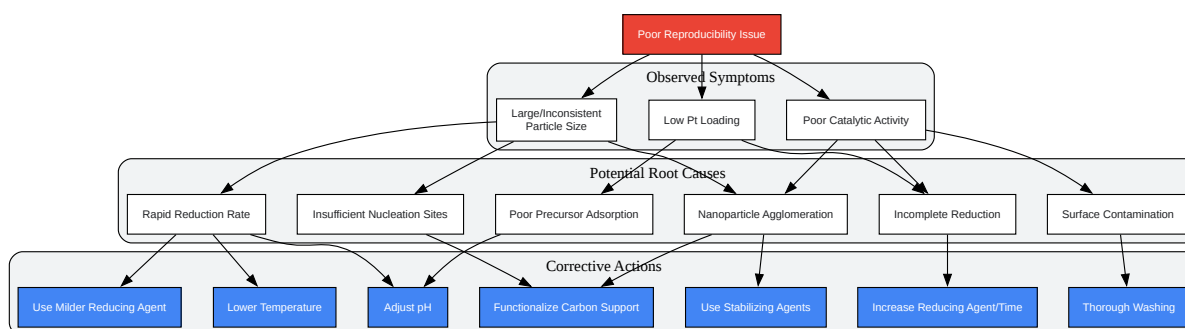 Poor Reproducibility Issue
Observed Symptoms
Large/Inconsistent
Particle Size
Low Pt Loading
Poor Catalytic Activity
Potential Root Causes
Rapid Reduction Rate
Insufficient Nucleation Sites
Poor Precursor Adsorption
Nanoparticle Agglomeration
Incomplete Reduction
Surface Contamination
Corrective Actions
Use Milder Reducing Agent
Lower Temperature
Adjust pH
Functionalize Carbon Support
Use Stabilizing Agents
Increase Reducing Agent/Time
Thorough Washing